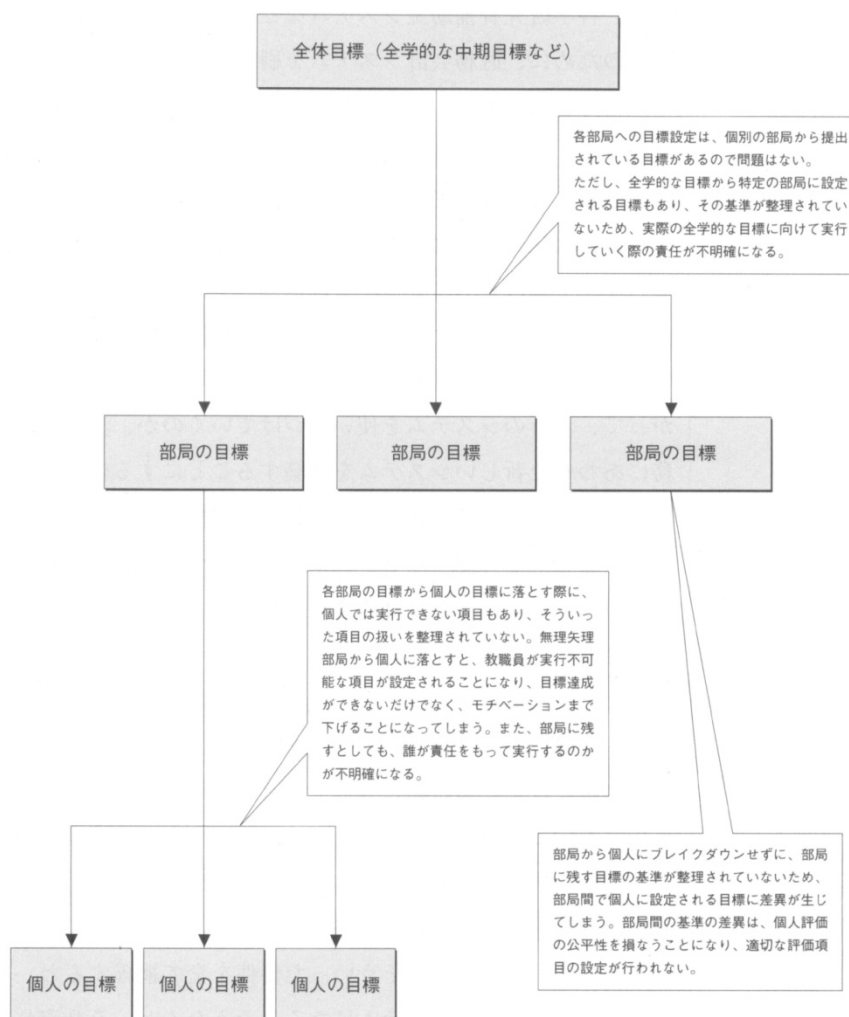 全体目標（全学的な中期目標など）
各部局への目標設定は、個別の部局から提出
されている目標があるので問題はない。
ただし、全学的な目標から特定の部局に設定
される目標もあり、その基準が整理されてい
ないため、実際の全学的な目標に向けて実行
していく際の責任が不明確になる。
部局の目標
部局の目標
部局の目標
各部局の目標から個人の目標に落とす際に、
個人では実行できない項目もあり、そういっ
た項目の扱いを整理されていない。無理矢理
部局から個人に落とすと、教職員が実行不可
能な項目が設定されることになり、目標達成
ができないだけでなく、モチベーションまで
下げることになってしまう。また、部局に残
すとしても、誰が責任をもって実行するのか
が不明確になる。
部局から個人にブレイクダウンせずに、部局
に残す目標の基準が整理されていないため、
部局間で個人に設定される目標に差異が生じ
てしまう。部局間の基準の差異は、個人評価
の公平性を損なうことになり、適切な評価項
目の設定が行われない。
個人の目標
個人の目標
個人の目標